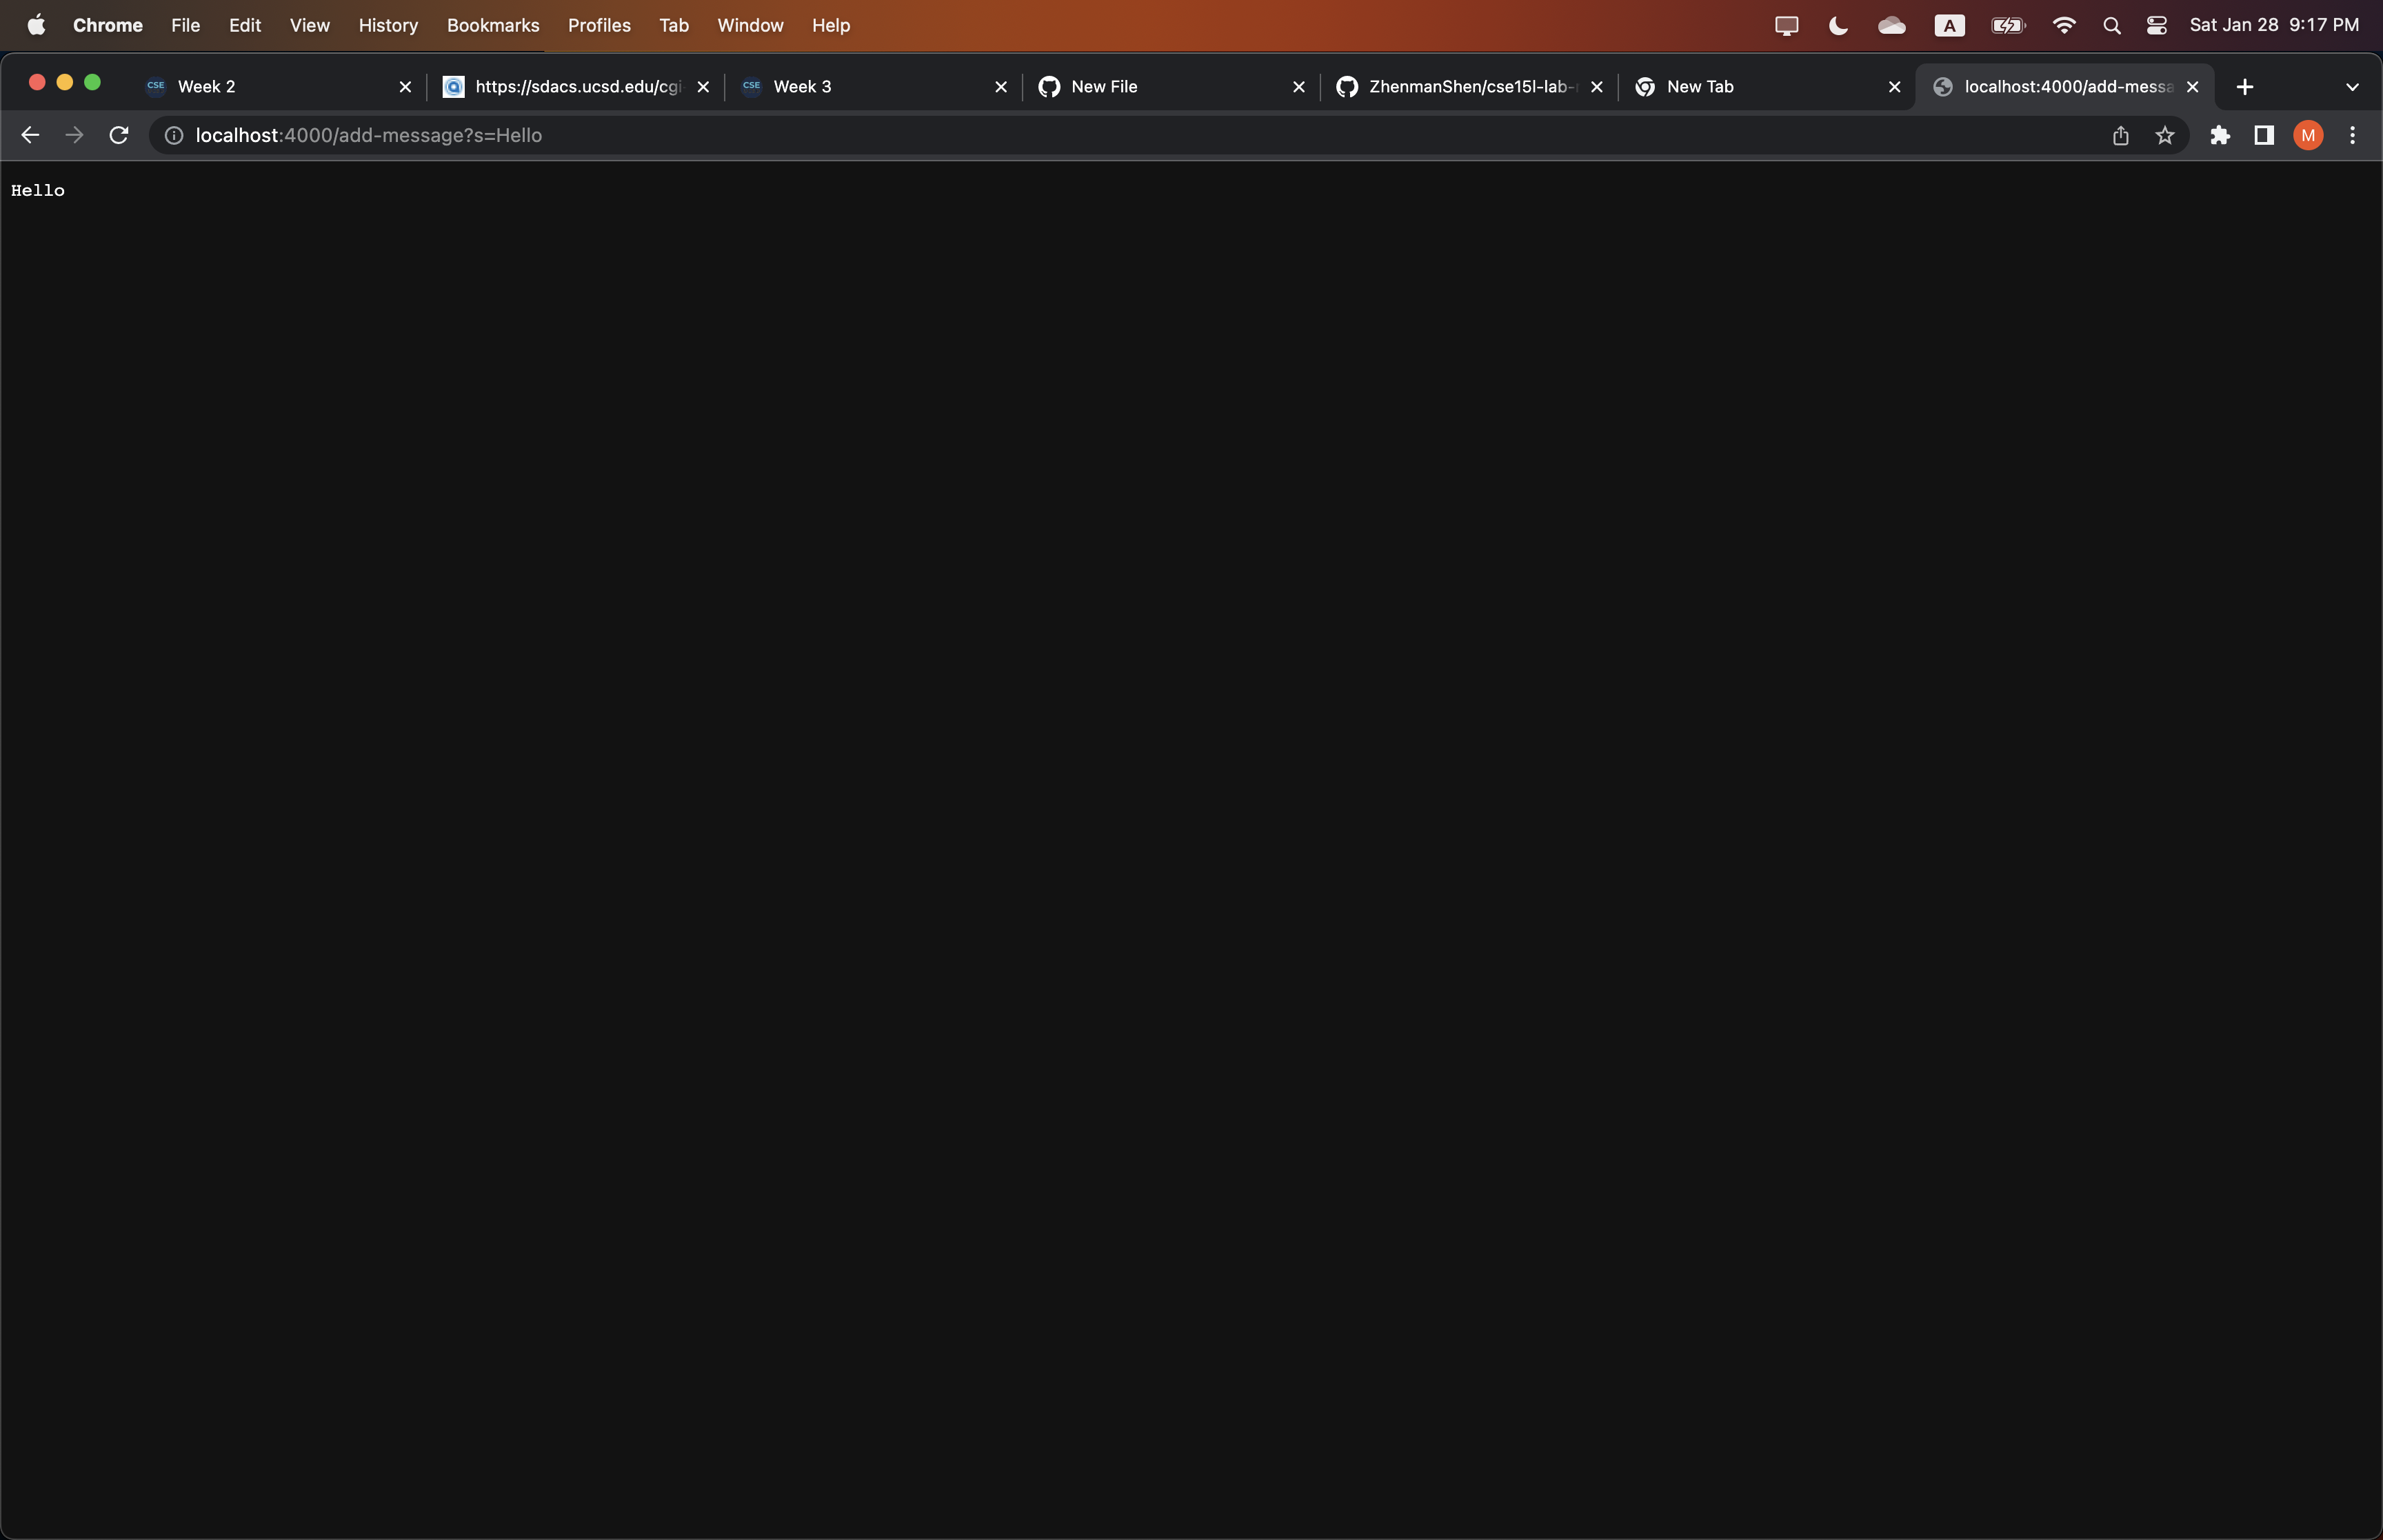 Chrome File Edit View History Bookmarks Profiles Tab Window Help A Sat Jan 28 9:17 PM
CSE Week 2 https://sdacs.ucsd.edu/cgi CSE Week 3 New File ZhenmanShen/cse15l-lab- New Tab localhost:4000/add-messa
localhost:4000/add-message?s=Hello M
Hello